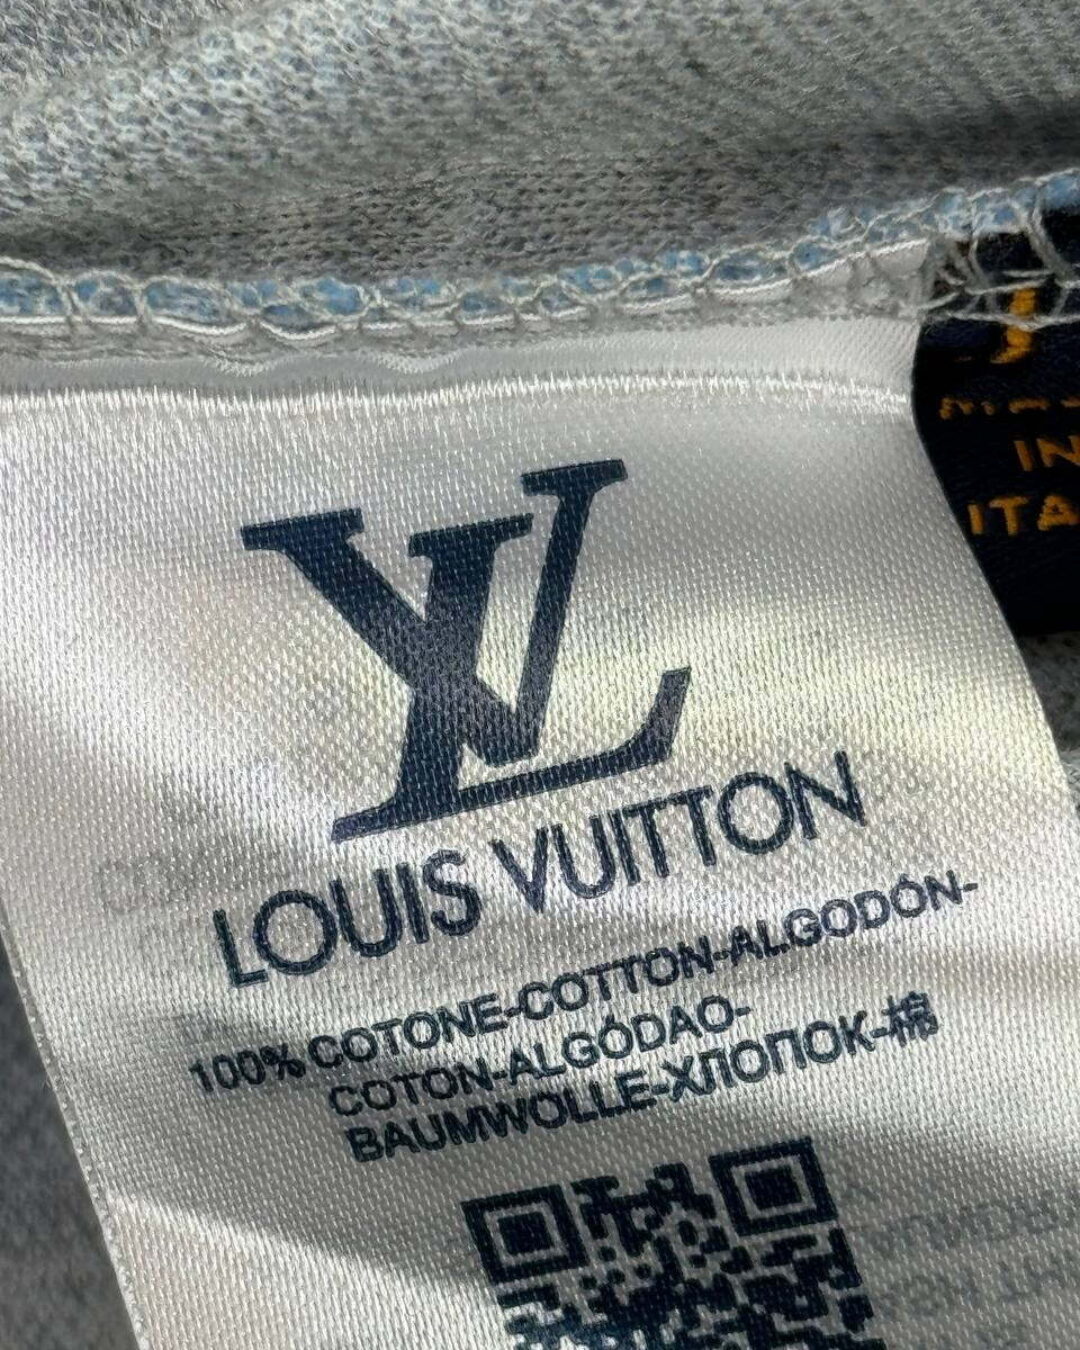 LV
LOUIS VUITTON
100% COTONE-COTTON-ALGODÓN-
COTON-ALGÓDAO-
BAUMWOLLE-ХЛОПОК-棉
IN
ITA